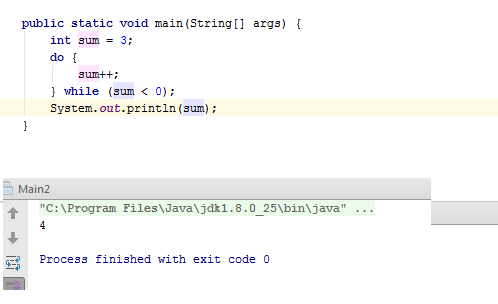 public static void main(String[] args) {
int sum = 3;
do {
sum++;
} while (sum < 0);
System.out.println(sum);
}
Main2
"C:\Program Files\Java\jdk1.8.0_25\bin\java" ...
4
Process finished with exit code 0